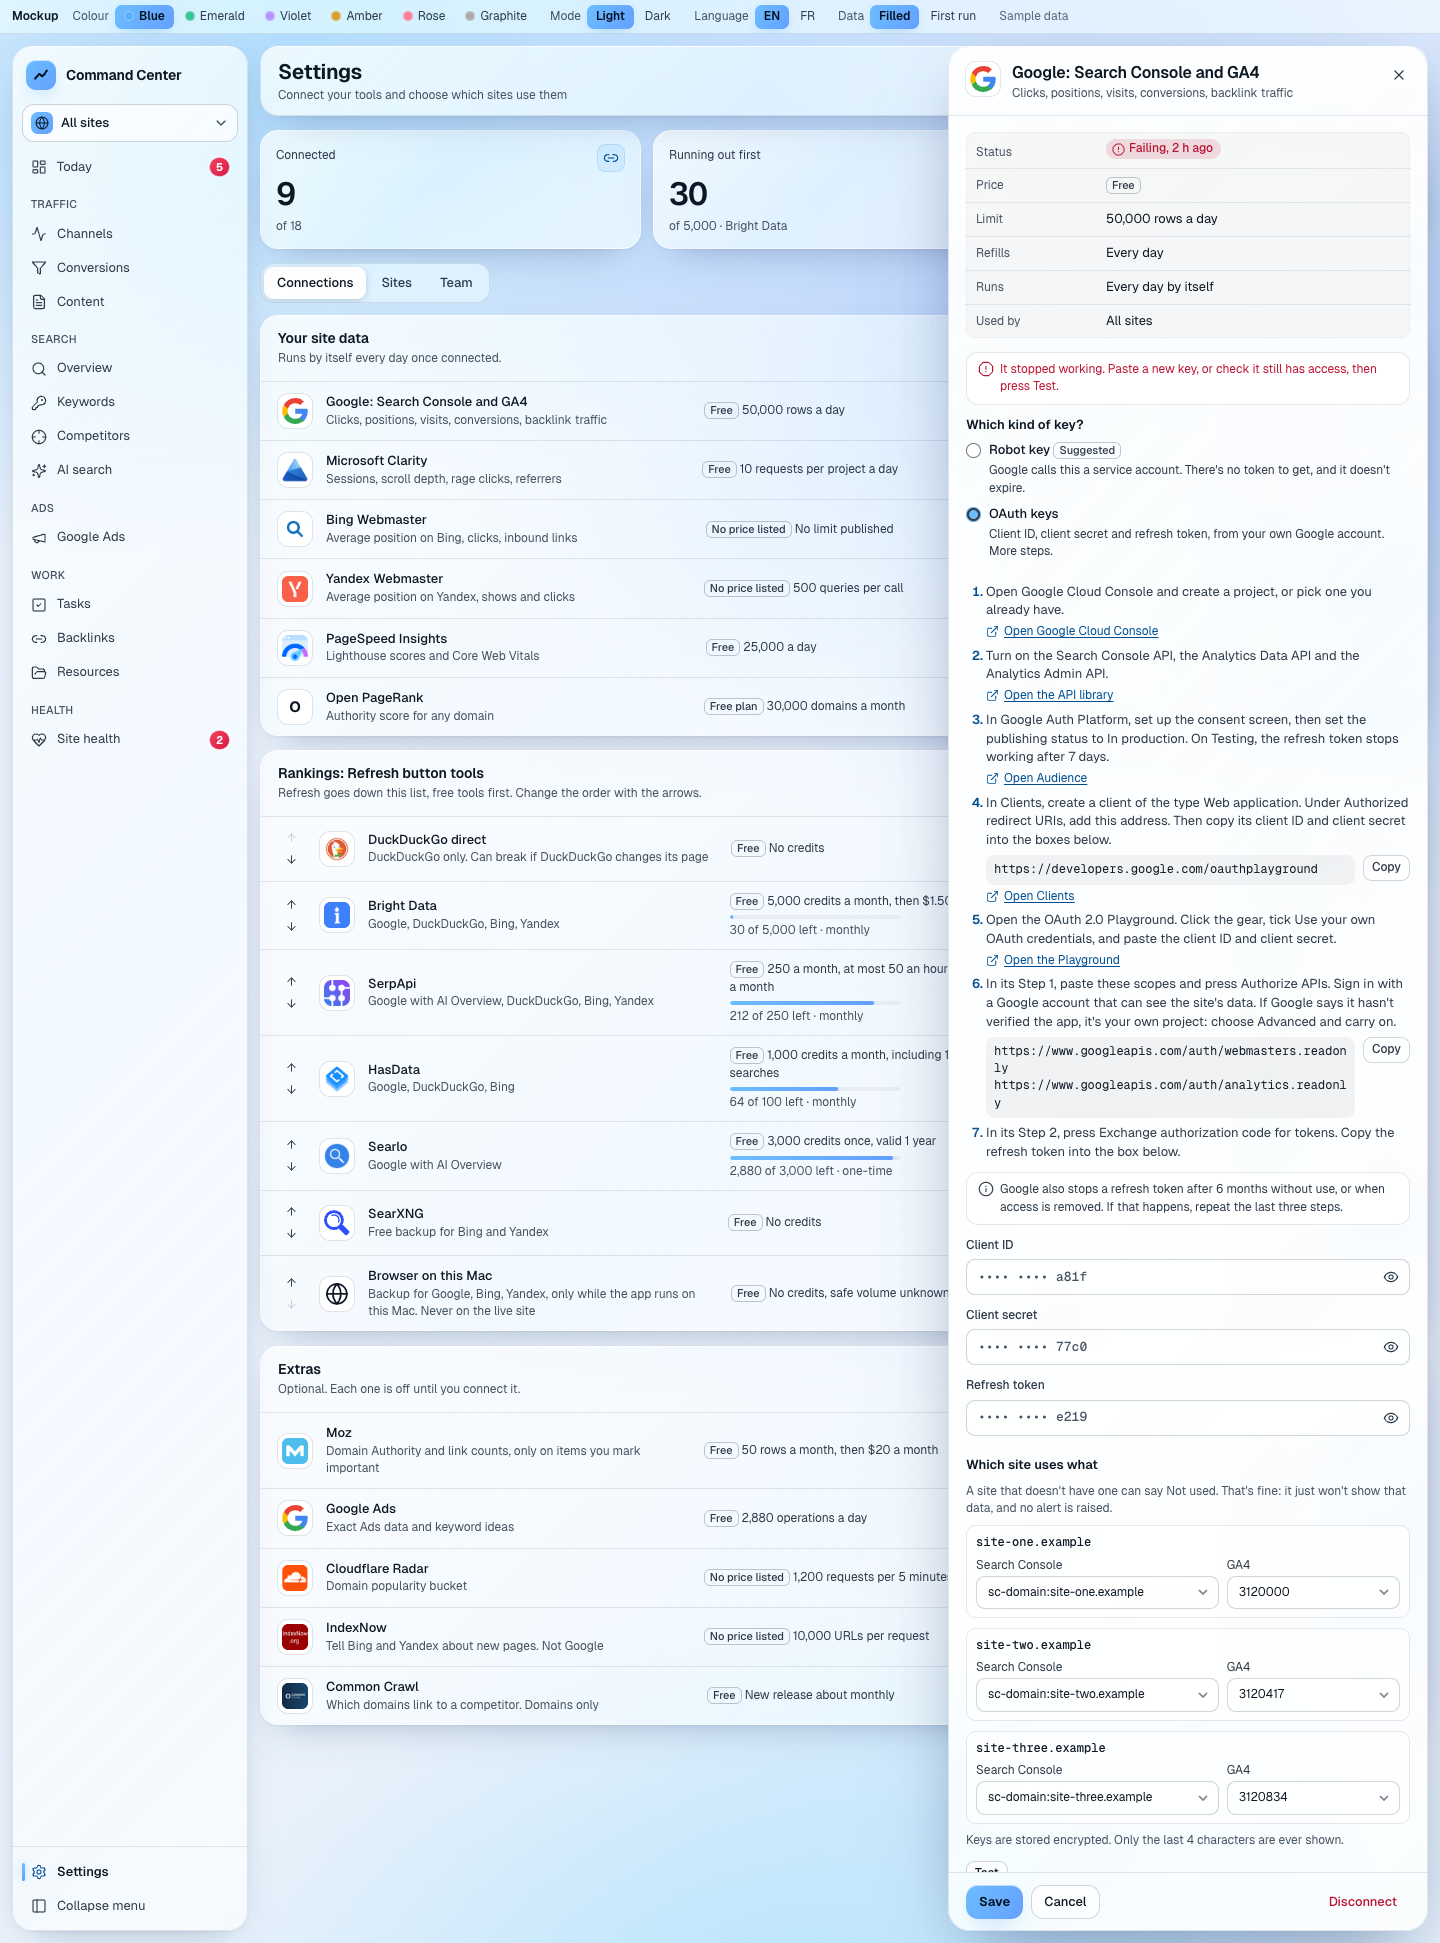 Mockup Colour Blue Emerald Violet Amber Rose Graphite Mode Light Dark Language EN FR Data Filled First run Sample data
Command Center
All sites
Today 5
TRAFFIC
Channels
Conversions
Content
SEARCH
Overview
Keywords
Competitors
AI search
ADS
Google Ads
WORK
Tasks
Backlinks
Resources
HEALTH
Site health 2
Settings
Collapse menu
Settings
Connect your tools and choose which sites use them
Connected
9
of 18
Running out first
30
of 5,000 · Bright Data
Connections Sites Team
Your site data
Runs by itself every day once connected.
Google: Search Console and GA4
Clicks, positions, visits, conversions, backlink traffic
Free 50,000 rows a day
Microsoft Clarity
Sessions, scroll depth, rage clicks, referrers
Free 10 requests per project a day
Bing Webmaster
Average position on Bing, clicks, inbound links
No price listed No limit published
Yandex Webmaster
Average position on Yandex, shows and clicks
No price listed 500 queries per call
PageSpeed Insights
Lighthouse scores and Core Web Vitals
Free 25,000 a day
Open PageRank
Authority score for any domain
Free plan 30,000 domains a month
Rankings: Refresh button tools
Refresh goes down this list, free tools first. Change the order with the arrows.
DuckDuckGo direct
DuckDuckGo only. Can break if DuckDuckGo changes its page
Free No credits
Bright Data
Google, DuckDuckGo, Bing, Yandex
Free 5,000 credits a month, then $1.50
30 of 5,000 left · monthly
SerpApi
Google with AI Overview, DuckDuckGo, Bing, Yandex
Free 250 a month, at most 50 an hour
a month
212 of 250 left · monthly
HasData
Google, DuckDuckGo, Bing
Free 1,000 credits a month, including 1
searches
64 of 100 left · monthly
Searlo
Google with AI Overview
Free 3,000 credits once, valid 1 year
2,880 of 3,000 left · one-time
SearXNG
Free backup for Bing and Yandex
Free No credits
Browser on this Mac
Backup for Google, Bing, Yandex, only while the app runs on
this Mac. Never on the live site
Free No credits, safe volume unknown
Extras
Optional. Each one is off until you connect it.
Moz
Domain Authority and link counts, only on items you mark
important
Free 50 rows a month, then $20 a month
Google Ads
Exact Ads data and keyword ideas
Free 2,880 operations a day
Cloudflare Radar
Domain popularity bucket
No price listed 1,200 requests per 5 minutes
IndexNow
.org
IndexNow
Tell Bing and Yandex about new pages. Not Google
No price listed 10,000 URLs per request
Common Crawl
Which domains link to a competitor. Domains only
Free New release about monthly
Google: Search Console and GA4
Clicks, positions, visits, conversions, backlink traffic
Status Failing, 2 h ago
Price Free
Limit 50,000 rows a day
Refills Every day
Runs Every day by itself
Used by All sites
It stopped working. Paste a new key, or check it still has access, then
press Test.
Which kind of key?
Robot key Suggested
Google calls this a service account. There's no token to get, and it doesn't
expire.
OAuth keys
Client ID, client secret and refresh token, from your own Google account.
More steps.
1. Open Google Cloud Console and create a project, or pick one you
already have.
Open Google Cloud Console
2. Turn on the Search Console API, the Analytics Data API and the
Analytics Admin API.
Open the API library
3. In Google Auth Platform, set up the consent screen, then set the
publishing status to In production. On Testing, the refresh token stops
working after 7 days.
Open Audience
4. In Clients, create a client of the type Web application. Under Authorized
redirect URIs, add this address. Then copy its client ID and client secret
into the boxes below.
https://developers.google.com/oauthplayground Copy
Open Clients
5. Open the OAuth 2.0 Playground. Click the gear, tick Use your own
OAuth credentials, and paste the client ID and client secret.
Open the Playground
6. In its Step 1, paste these scopes and press Authorize APIs. Sign in with
a Google account that can see the site's data. If Google says it hasn't
verified the app, it's your own project: choose Advanced and carry on.
https://www.googleapis.com/auth/webmasters.readon
ly
https://www.googleapis.com/auth/analytics.readonl
y
Copy
7. In its Step 2, press Exchange authorization code for tokens. Copy the
refresh token into the box below.
Google also stops a refresh token after 6 months without use, or when
access is removed. If that happens, repeat the last three steps.
Client ID
•••• •••• a81f
Client secret
•••• •••• 77c0
Refresh token
•••• •••• e219
Which site uses what
A site that doesn't have one can say Not used. That's fine: it just won't show that
data, and no alert is raised.
site-one.example
Search Console GA4
sc-domain:site-one.example 3120000
site-two.example
Search Console GA4
sc-domain:site-two.example 3120417
site-three.example
Search Console GA4
sc-domain:site-three.example 3120834
Keys are stored encrypted. Only the last 4 characters are ever shown.
Test
Save Cancel Disconnect